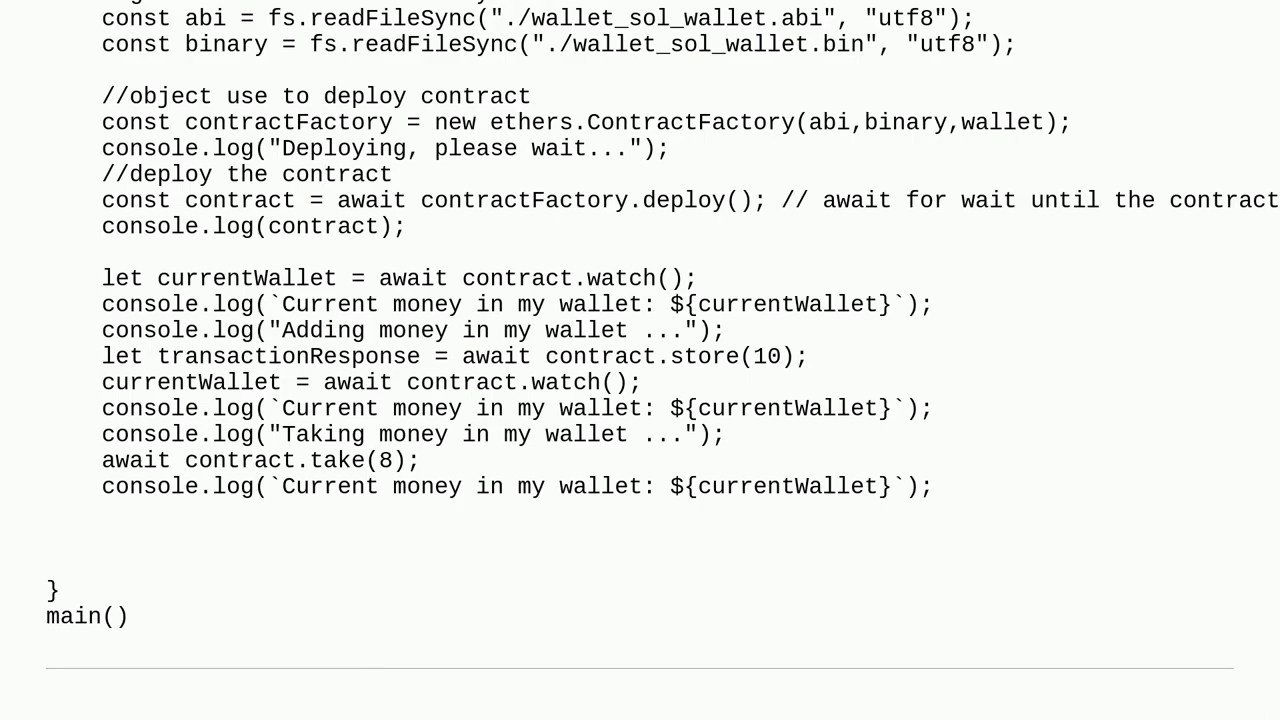 const abi = fs.readFileSync("./wallet_sol_wallet.abi", "utf8");
const binary = fs.readFileSync("./wallet_sol_wallet.bin", "utf8");
//object use to deploy contract
const contractFactory = new ethers.ContractFactory(abi,binary,wallet);
console.log("Deploying, please wait...");
//deploy the contract
const contract = await contractFactory.deploy(); // await for wait until the contract
console.log(contract);
let currentWallet = await contract.watch();
console.log(`Current money in my wallet: ${currentWallet}`);
console.log("Adding money in my wallet ...");
let transactionResponse = await contract.store(10);
currentWallet = await contract.watch();
console.log(`Current money in my wallet: ${currentWallet}`);
console.log("Taking money in my wallet ...");
await contract.take(8);
console.log(`Current money in my wallet: ${currentWallet}`);
}
main()